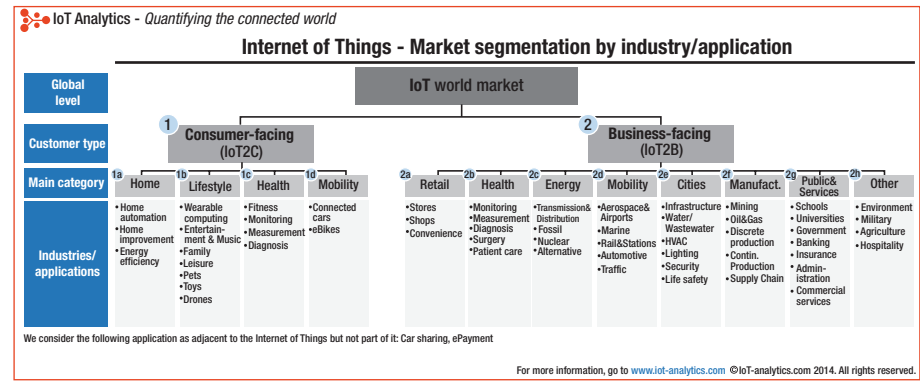 IoT Analytics - Quantifying the connected world
Internet of Things - Market segmentation by industry/application
Global level
IoT world market
Customer type
1
Consumer-facing
(IoT2C)
2
Business-facing
(IoT2B)
Main category
1a Home
1b Lifestyle
1c Health
1d Mobility
2a Retail
2b Health
2c Energy
2d Mobility
2e Cities
2f Manufact.
2g Public& Services
2h Other
Industries/
applications
•Home
automation
•Home
improvement
•Energy
efficiency
•Wearable
computing
•Entertain-
ment & Music
•Family
•Leisure
•Pets
•Toys
•Drones
•Fitness
•Monitoring
•Measurement
•Diagnosis
•Connected
cars
•eBikes
•Stores
•Shops
•Convenience
•Monitoring
•Measurement
•Diagnosis
•Surgery
•Patient care
•Transmission&
Distribution
•Fossil
•Nuclear
•Alternative
•Aerospace&
Airports
•Marine
•Rail&Stations
•Automotive
•Traffic
•Infrastructure
•Water/
Wastewater
•HVAC
•Lighting
•Security
•Life safety
•Mining
•Oil&Gas
•Discrete
production
•Contin.
Production
•Supply Chain
•Schools
•Universities
•Government
•Banking
•Insurance
•Admin-
istration
•Commercial
services
•Environment
•Military
•Agriculture
•Hospitality
We consider the following application as adjacent to the Internet of Things but not part of it: Car sharing, ePayment
For more information, go to www.iot-analytics.com ©IoT-analytics.com 2014. All rights reserved.